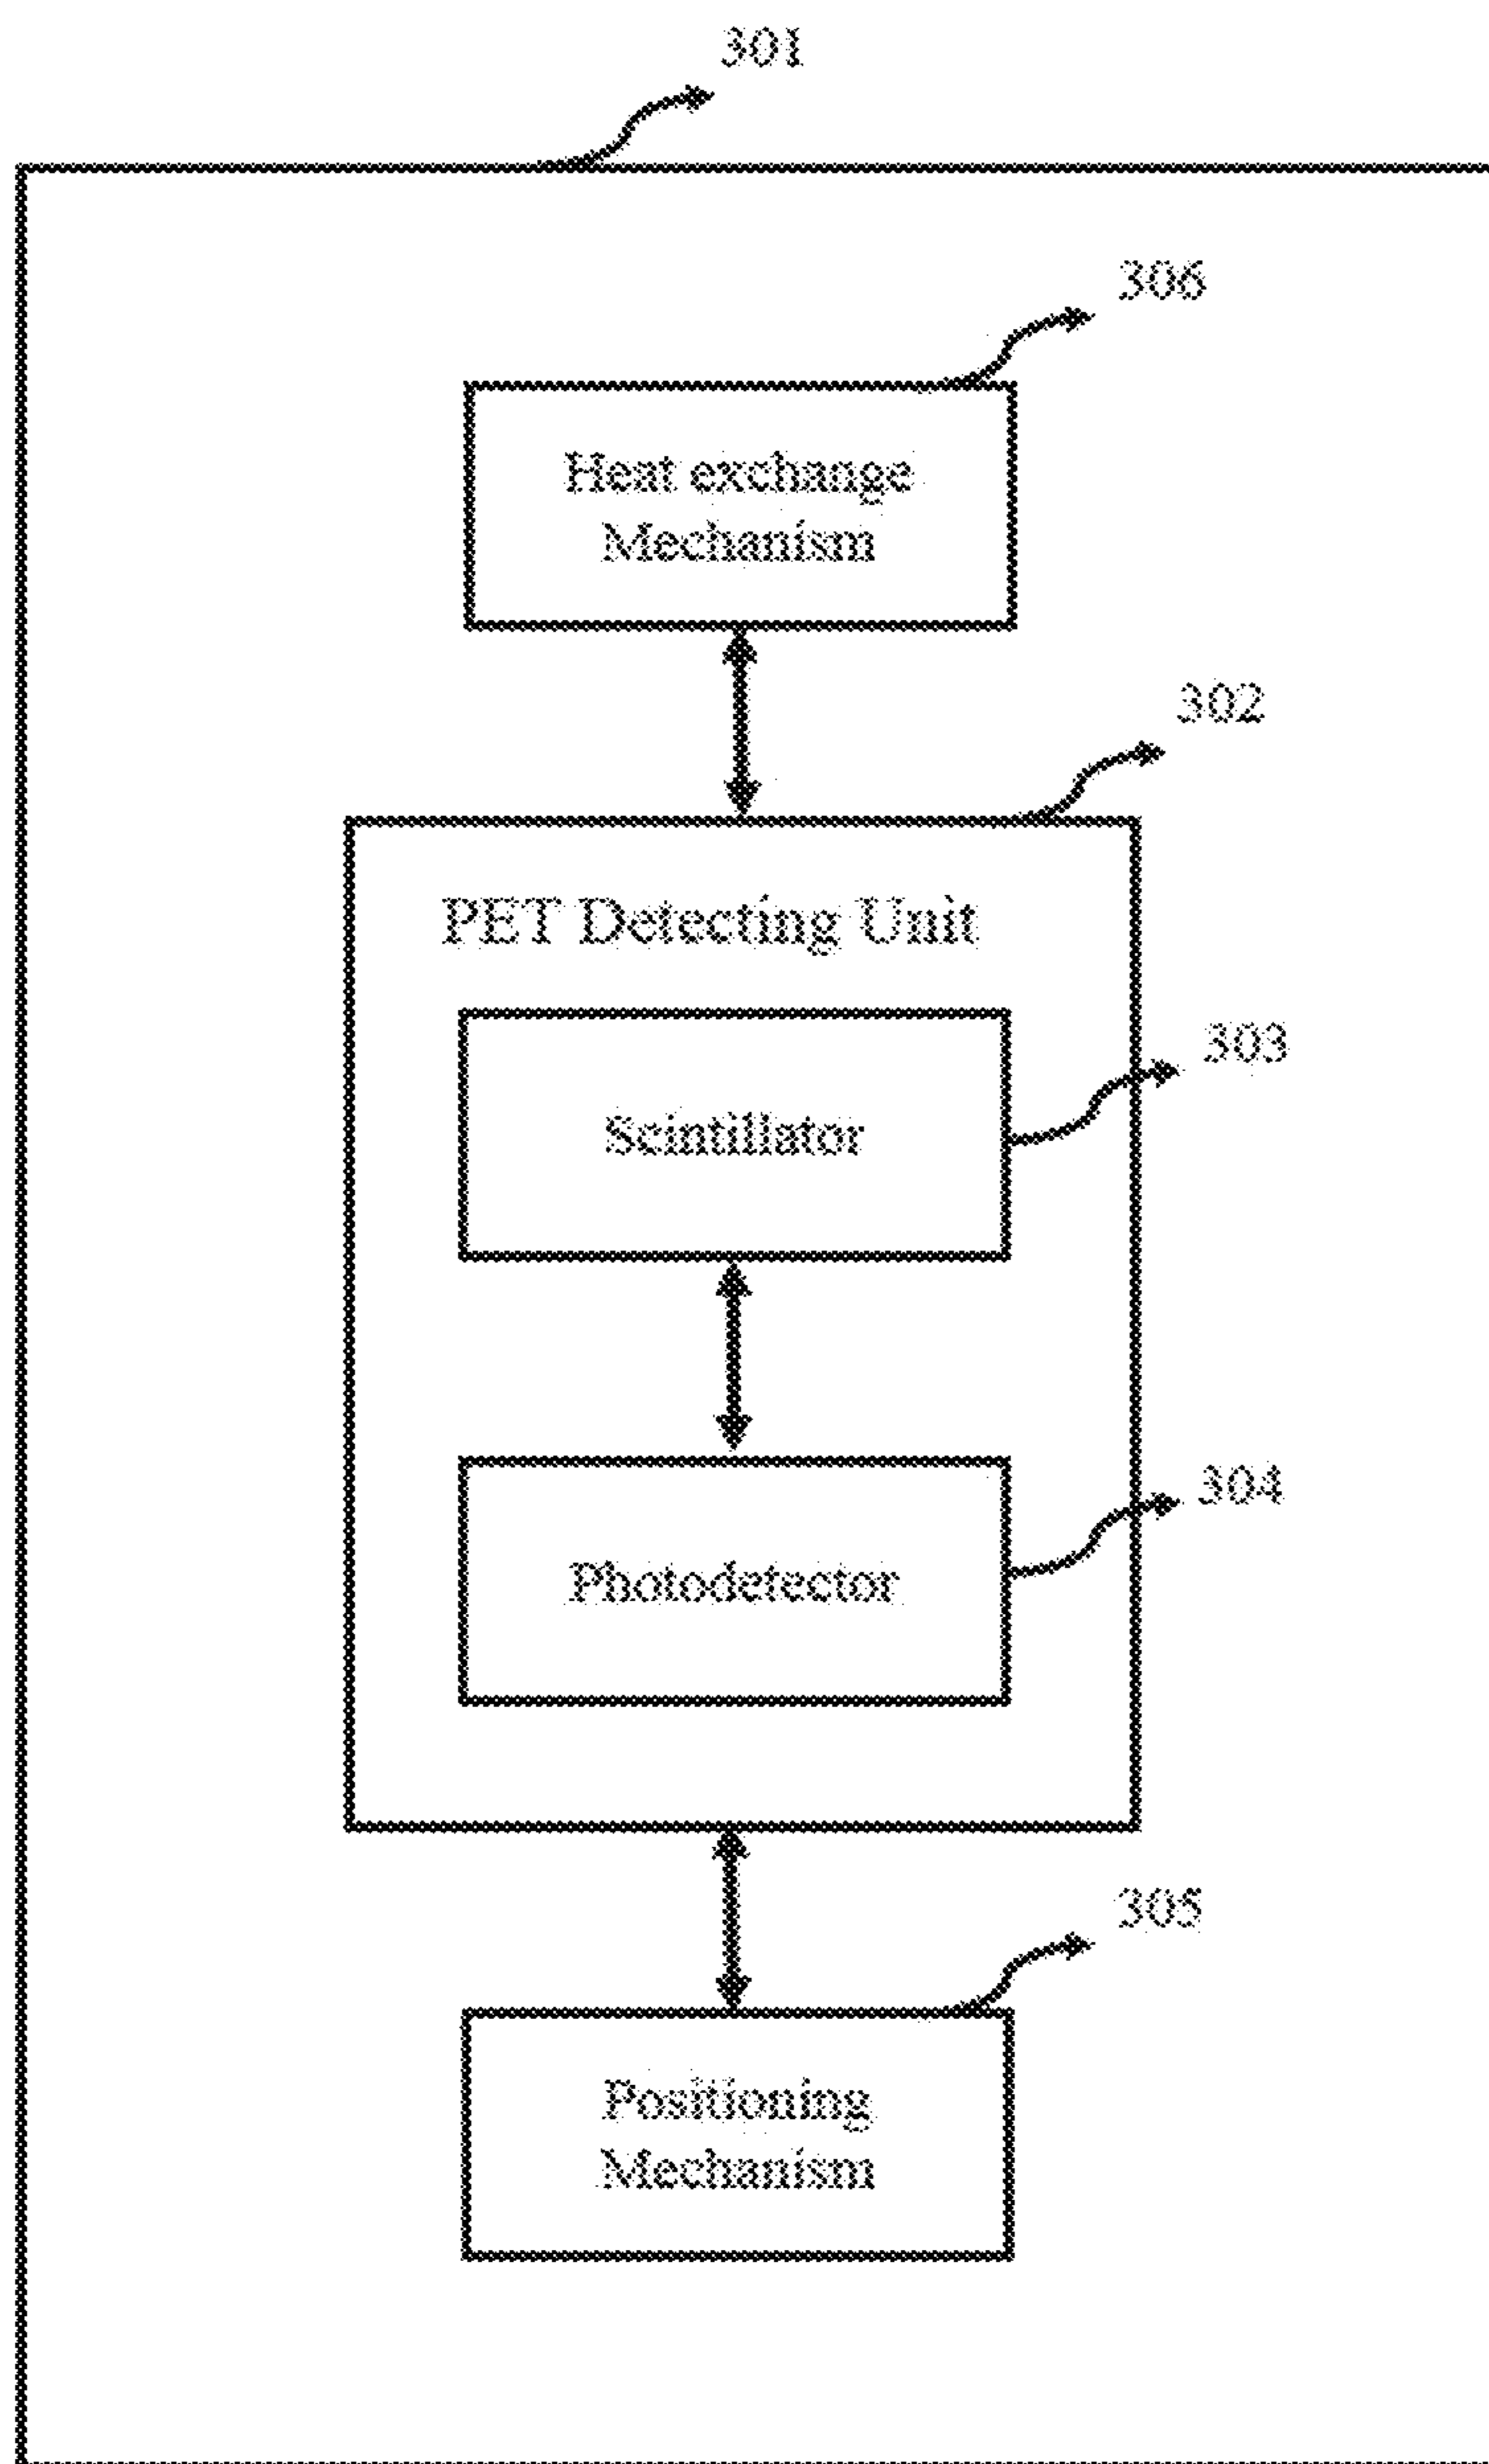 301
306
Heat exchange
Mechanism
302
PET Detecting Unit
303
Scintillator
304
Photodetector
305
Positioning
Mechanism